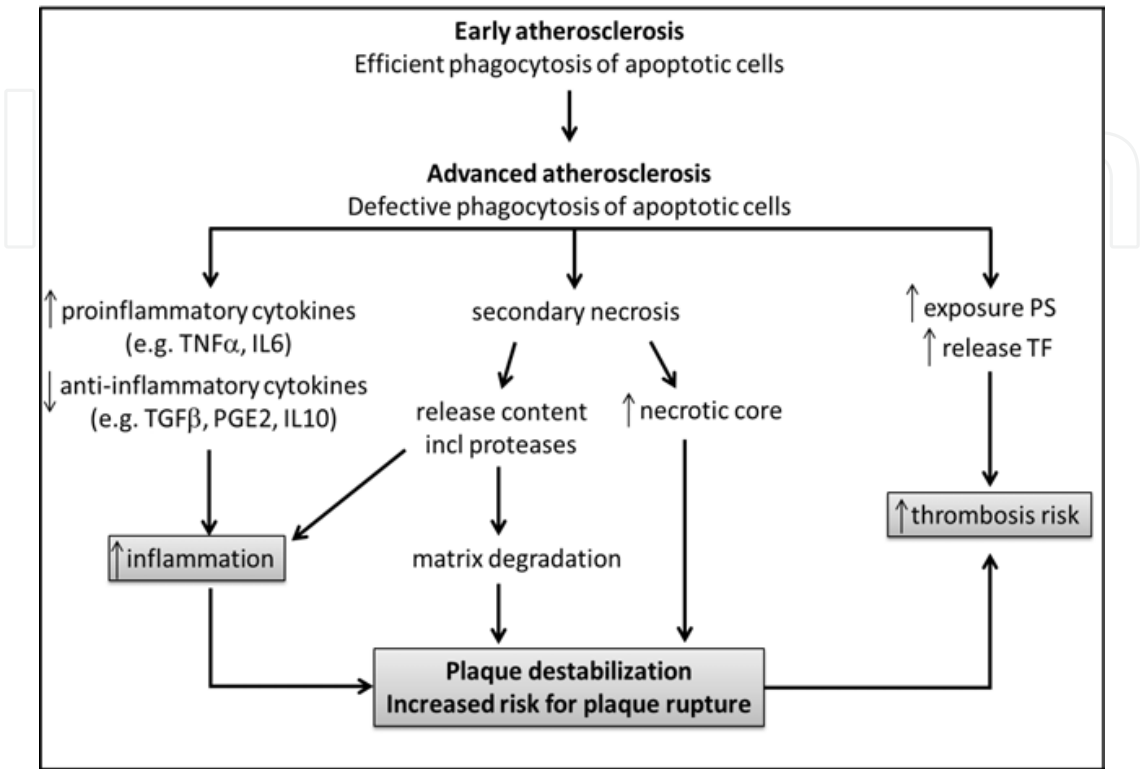 Early atherosclerosis
Efficient phagocytosis of apoptotic cells
Advanced atherosclerosis
Defective phagocytosis of apoptotic cells
↑ proinflammatory cytokines
(e.g. TNFα, IL6)
↓ anti-inflammatory cytokines
(e.g. TGFβ, PGE2, IL10)
secondary necrosis
release content
incl proteases
↑ necrotic core
↑ exposure PS
↑ release TF
↑ thrombosis risk
↑ inflammation
matrix degradation
Plaque destabilization
Increased risk for plaque rupture